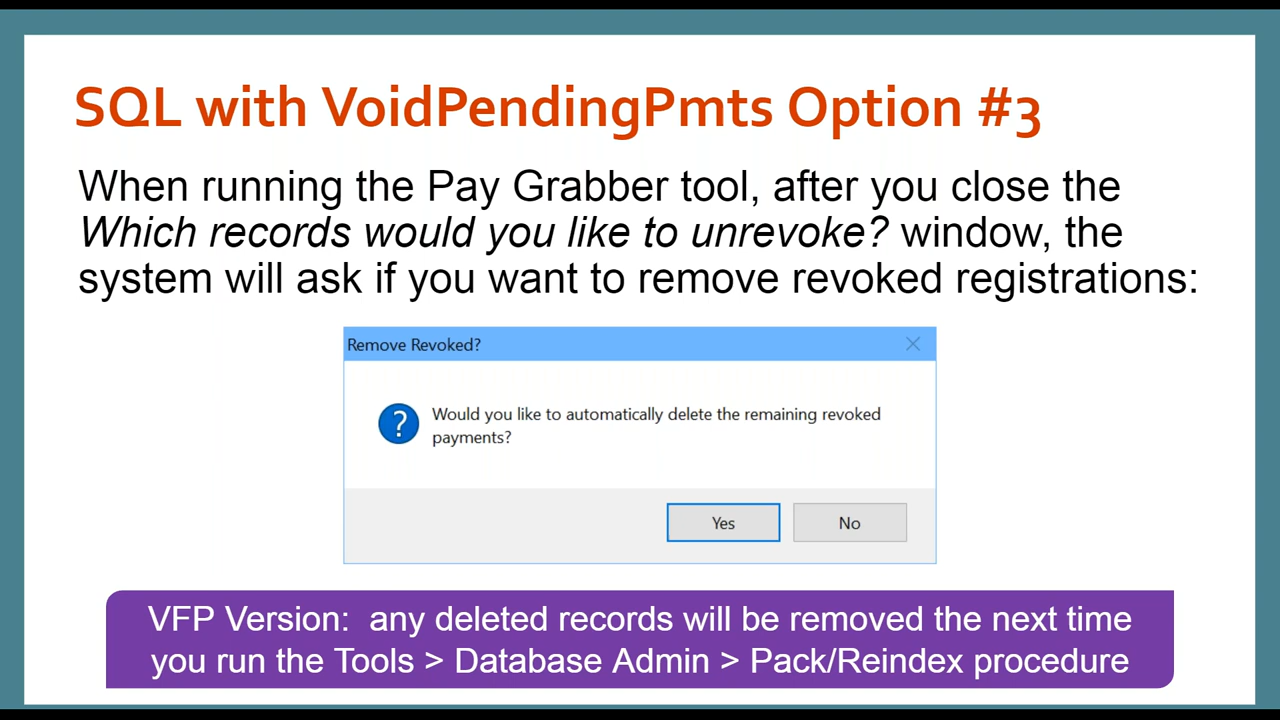 SQL with VoidPendingPmts Option #3
When running the Pay Grabber tool, after you close the
Which records would you like to unrevoke? window, the
system will ask if you want to remove revoked registrations:
Remove Revoked?
Would you like to automatically delete the remaining revoked
payments?
Yes
No
VFP Version:  any deleted records will be removed the next time
you run the Tools > Database Admin > Pack/Reindex procedure